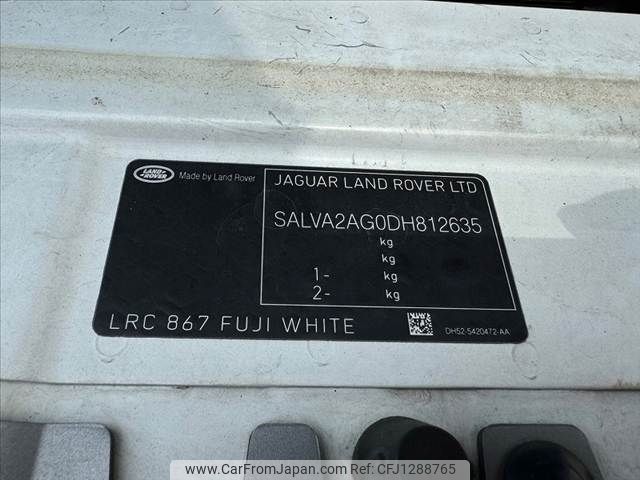 LAND ROVER
Made by Land Rover
JAGUAR LAND ROVER LTD
SALVA2AG0DH812635
kg
kg
1- kg
2- kg
LRC 867 FUJI WHITE
DH52-5420472-AA
www.CarFromJapan.com | © CarFromJapan | CFJ1288765